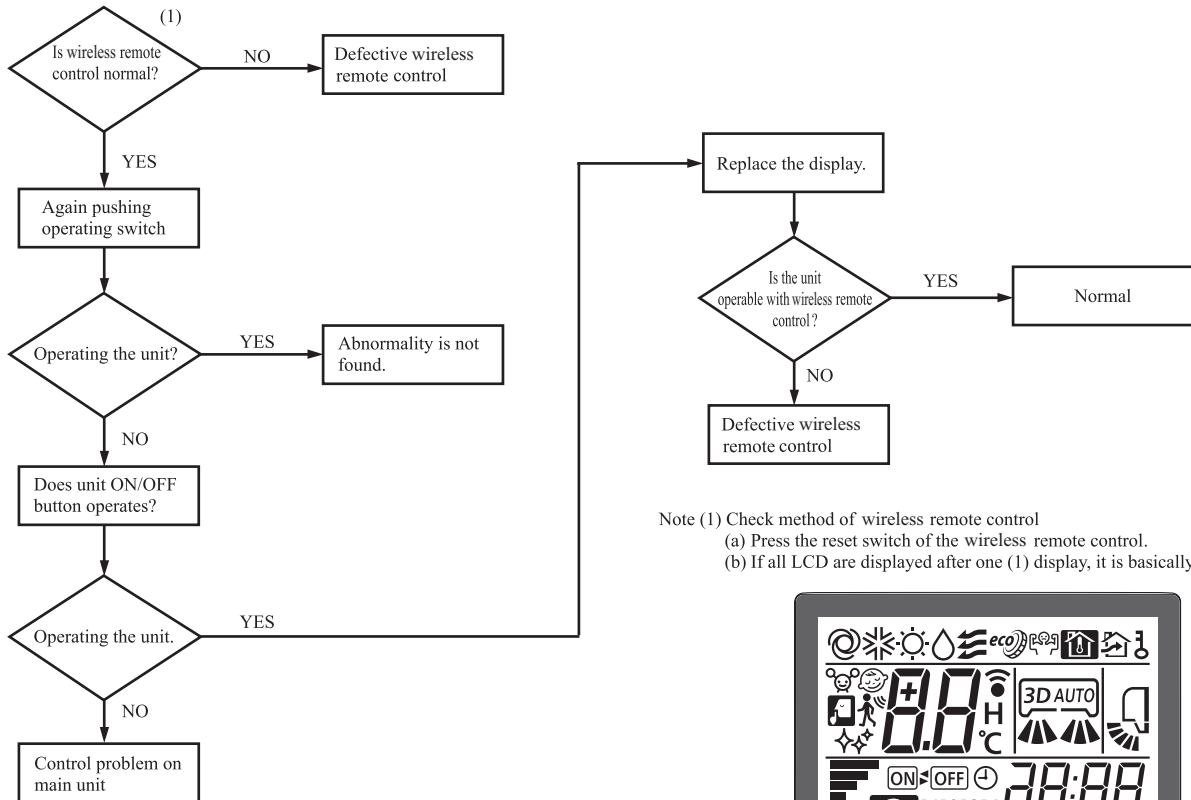 (1)
Is wireless remote
control normal?
NO
Defective wireless
remote control
YES
Again pushing
operating switch
Operating the unit?
YES
Abnormality is not
found.
NO
Does unit ON/OFF
button operates?
Operating the unit.
YES
NO
Control problem on
main unit
Replace the display.
Is the unit
operable with wireless remote
control ?
YES
Normal
NO
Defective wireless
remote control
Note (1) Check method of wireless remote control
(a) Press the reset switch of the wireless remote control.
(b) If all LCD are displayed after one (1) display, it is basically
eco
+8.8
H
°C
3D AUTO
ON OFF